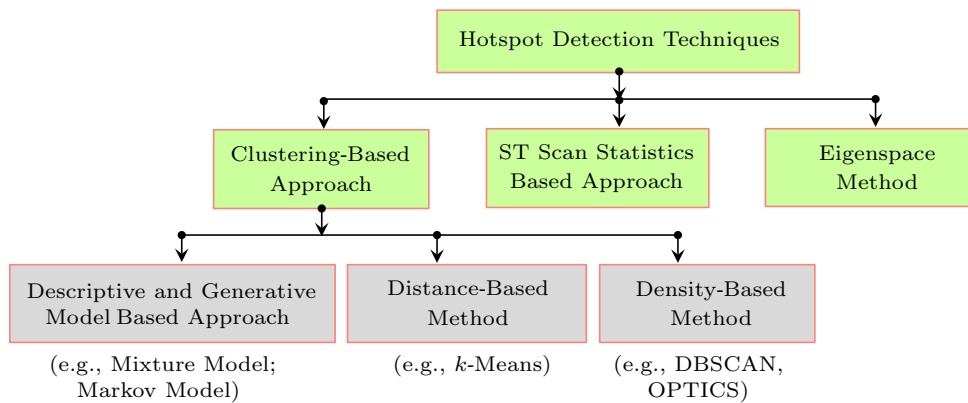 Hotspot Detection Techniques
Clustering-Based
Approach
ST Scan Statistics
Based Approach
Eigenspace
Method
Descriptive and Generative
Model Based Approach
Distance-Based
Method
Density-Based
Method
(e.g., Mixture Model;
Markov Model)
(e.g., k-Means)
(e.g., DBSCAN,
OPTICS)